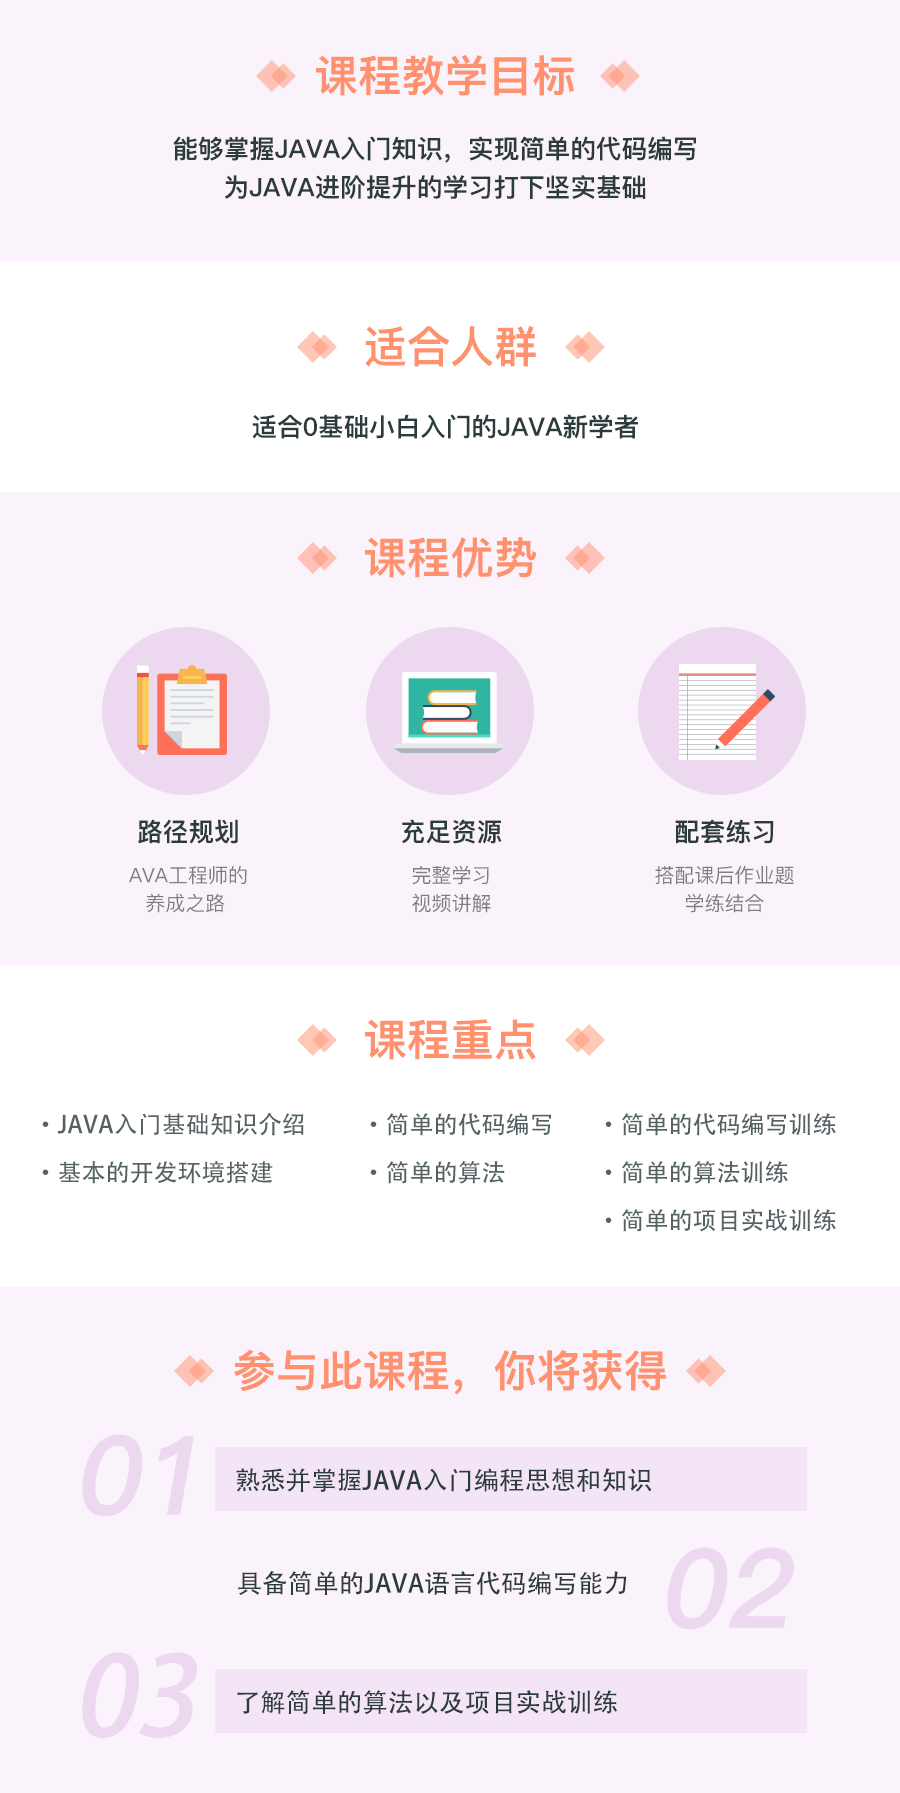 课程教学目标
能够掌握JAVA入门知识，实现简单的代码编写
为JAVA进阶提升的学习打下坚实基础
适合人群
适合0基础小白入门的JAVA新学者
课程优势
路径规划
AVA工程师的
养成之路
充足资源
完整学习
视频讲解
配套练习
搭配课后作业题
学练结合
课程重点
·JAVA入门基础知识介绍
·基本的开发环境搭建
·简单的代码编写
·简单的算法
·简单的代码编写训练
·简单的算法训练
·简单的项目实战训练
参与此课程，你将获得
01
熟悉并掌握JAVA入门编程思想和知识
具备简单的JAVA语言代码编写能力
02
03
了解简单的算法以及项目实战训练